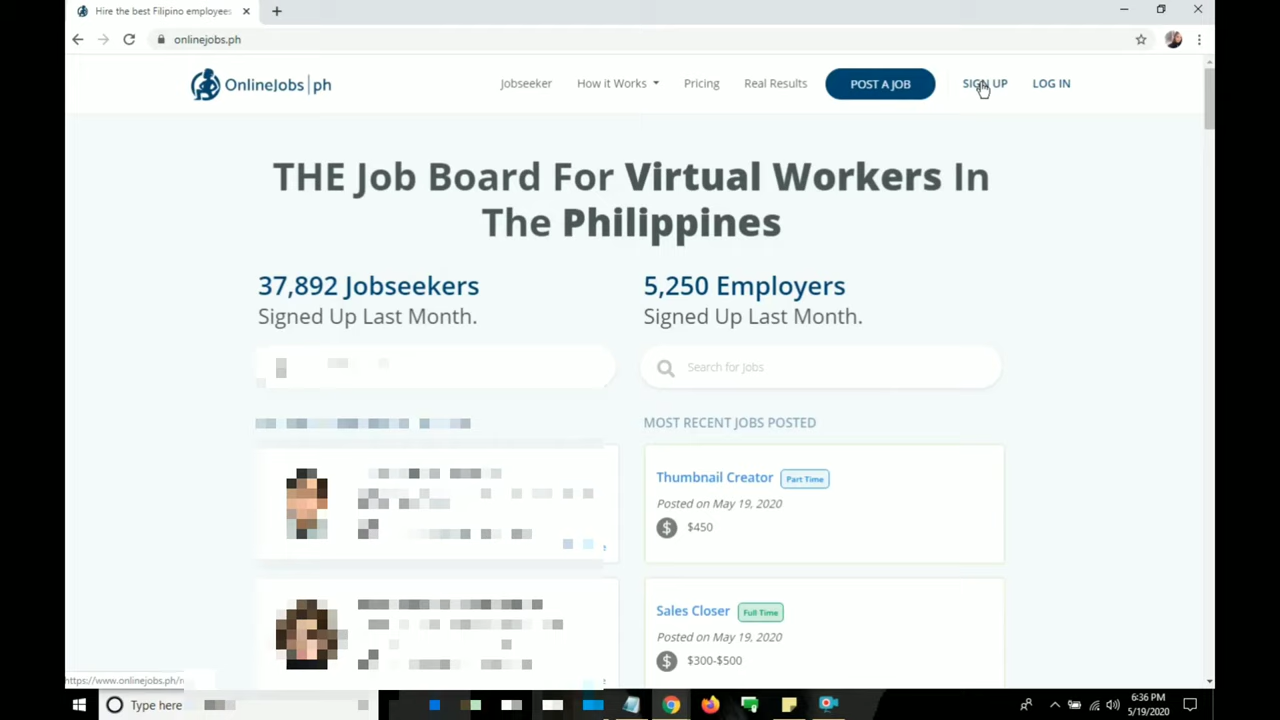 Hire the best Filipino employees
onlinejobs.ph
OnlineJobs|ph
Jobseeker
How it Works
Pricing
Real Results
POST A JOB
SIGN UP
LOG IN
THE Job Board For Virtual Workers In
The Philippines
37,892 Jobseekers
Signed Up Last Month.
5,250 Employers
Signed Up Last Month.
Search for Jobs
MOST RECENT JOBS POSTED
Thumbnail Creator Part Time
Posted on May 19, 2020
$ $450
Sales Closer Full Time
Posted on May 19, 2020
$ $300-$500
https://www.onlinejobs.ph/
Type here
6:36 PM
5/19/2020